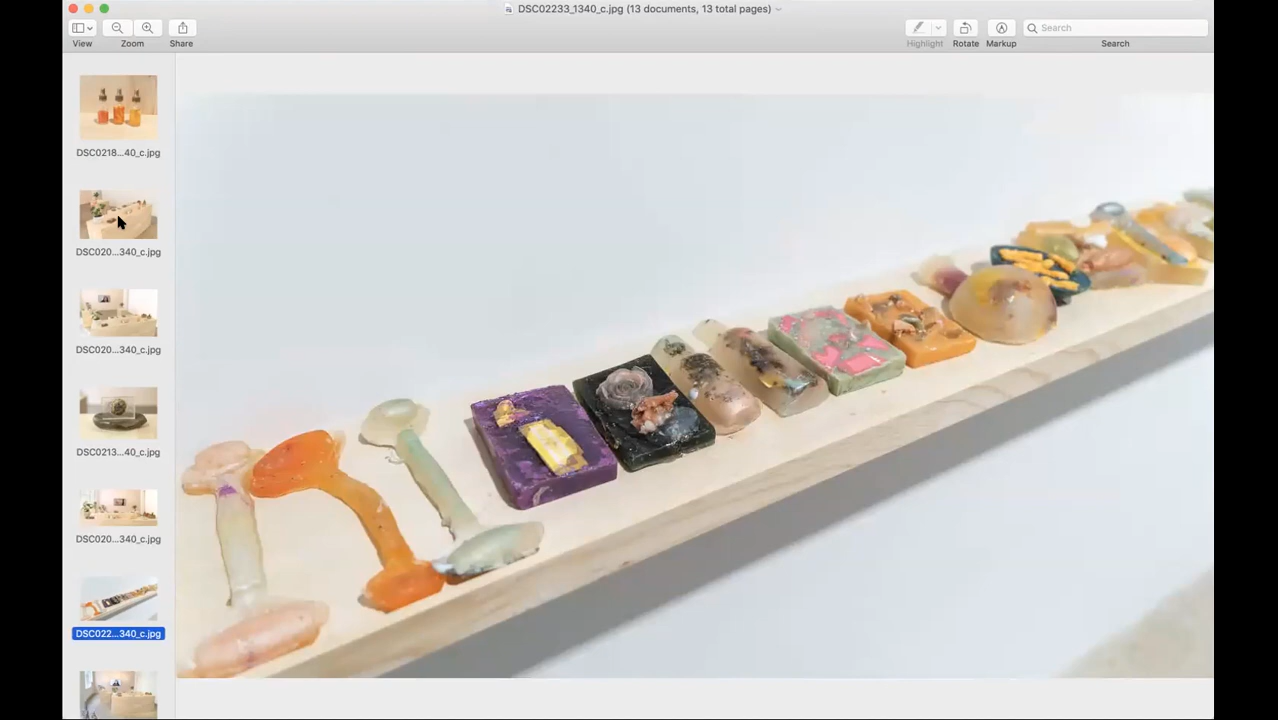 DSC02233_1340_c.jpg (13 documents, 13 total pages)
View
Zoom
Share
Highlight
Rotate
Markup
Search
Search
DSC0218...40_c.jpg
DSC020...340_c.jpg
DSC020...340_c.jpg
DSC0213...40_c.jpg
DSC020...340_c.jpg
DSC022...340_c.jpg